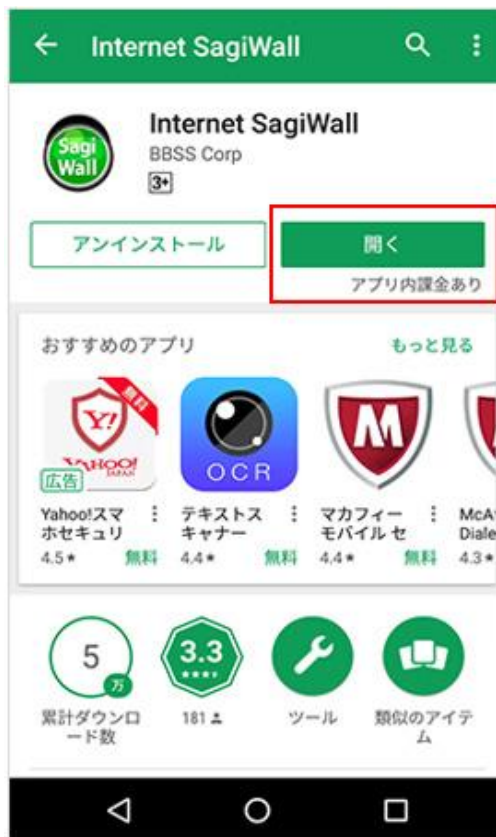 Internet SagiWall
Sagi
Wall
Internet SagiWall
BBSS Corp
3+
アンインストール
開く
アプリ内課金あり
おすすめのアプリ
もっと見る
無料
Y!
YAHOO!
JAPAN
広告
OCR
M
Yahoo!スマ
ホセキュリ
4.5★ 無料
テキストス
キャナー
4.4★ 無料
マカフィー
モバイル セ
4.4★ 無料
McA
Diale
4.3★
5
万
累計ダウンロ
ード数
3.3
181
ツール
類似のアイテ
ム